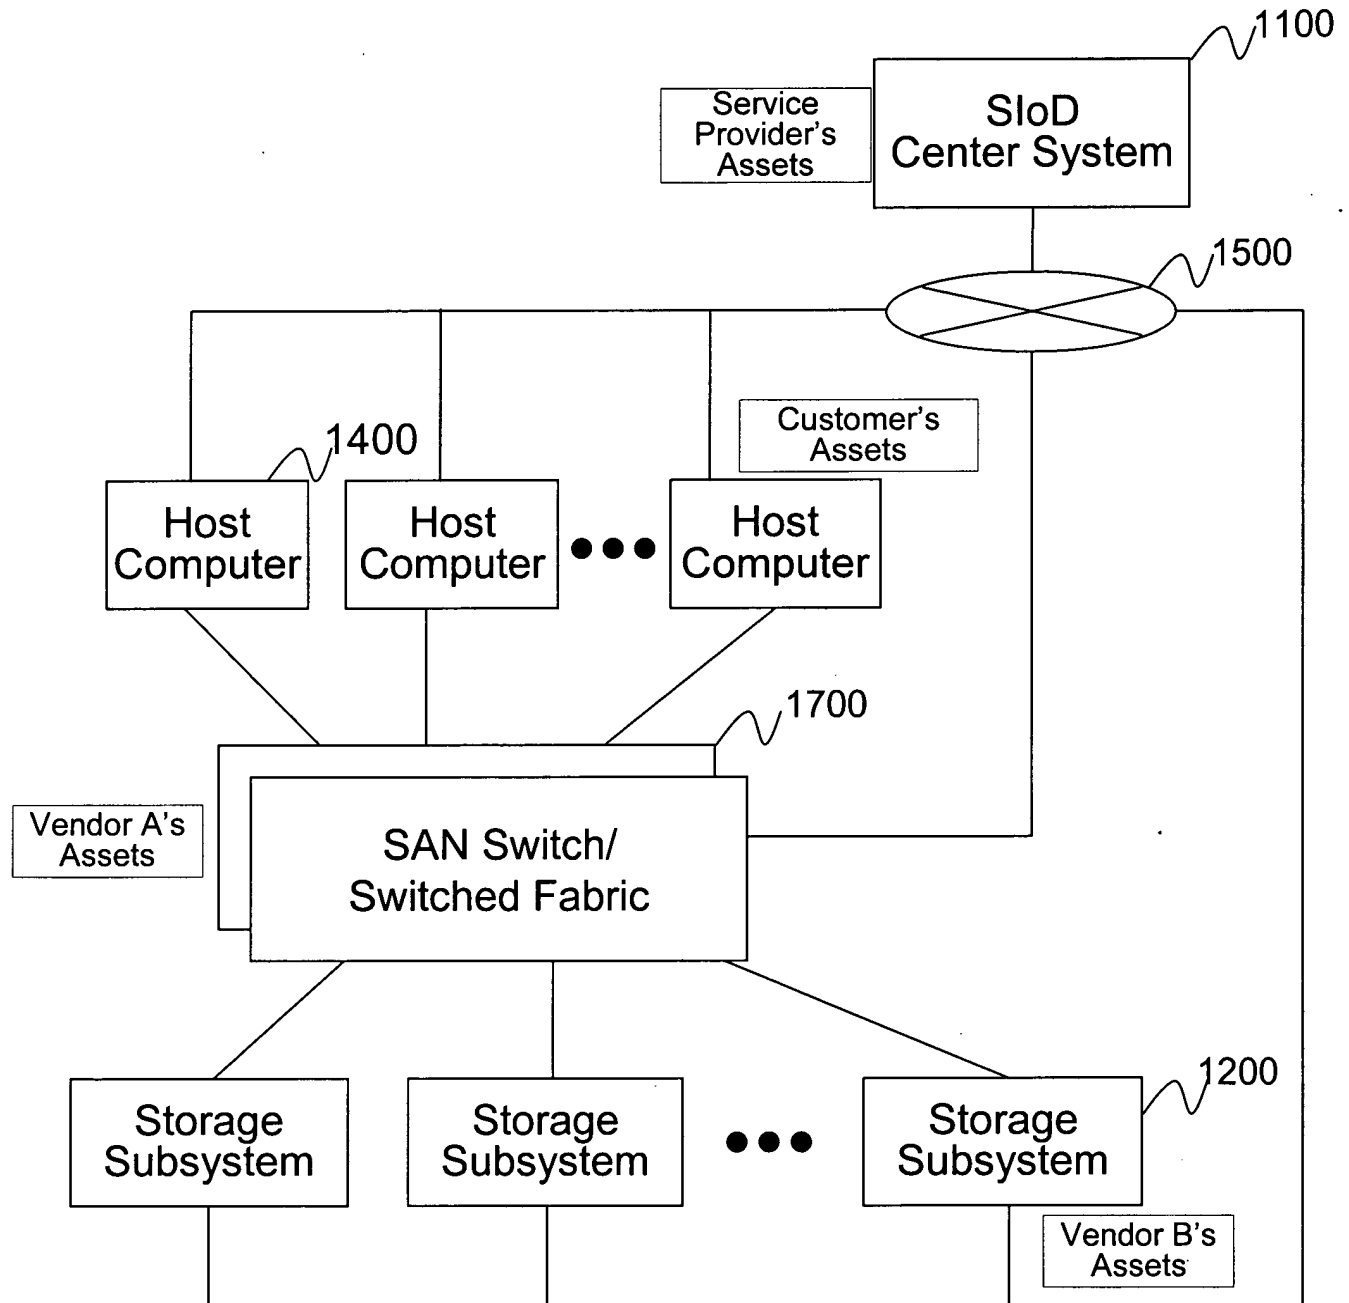 1100
SIoD
Center System
Service
Provider's
Assets
1500
Customer's
Assets
1400
Host
Computer
Host
Computer
Host
Computer
1700
Vendor A's
Assets
SAN Switch/
Switched Fabric
1200
Storage
Subsystem
Storage
Subsystem
Storage
Subsystem
Vendor B's
Assets